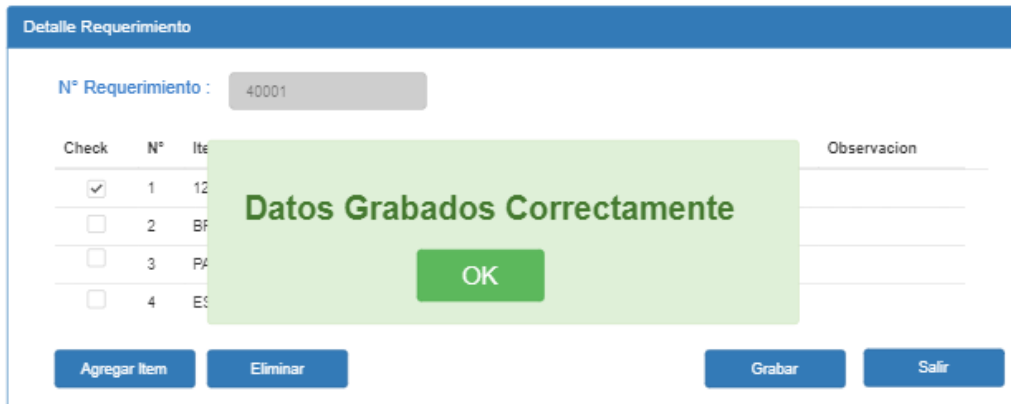 Detalle Requerimiento
N° Requerimiento : 40001
Check N° Observacion
1
2
3
4
Datos Grabados Correctamente
OK
Agregar Item Eliminar Grabar Salir